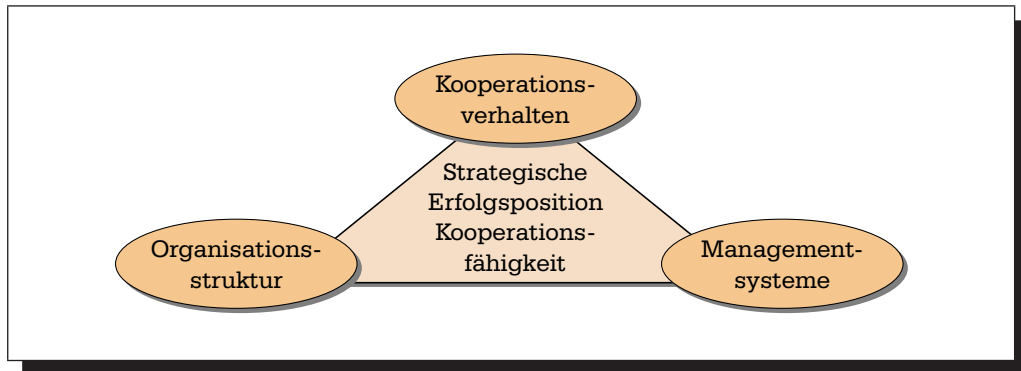 Kooperations-
verhalten
Strategische
Erfolgsposition
Kooperations-
fähigkeit
Organisations-
struktur
Management-
systeme